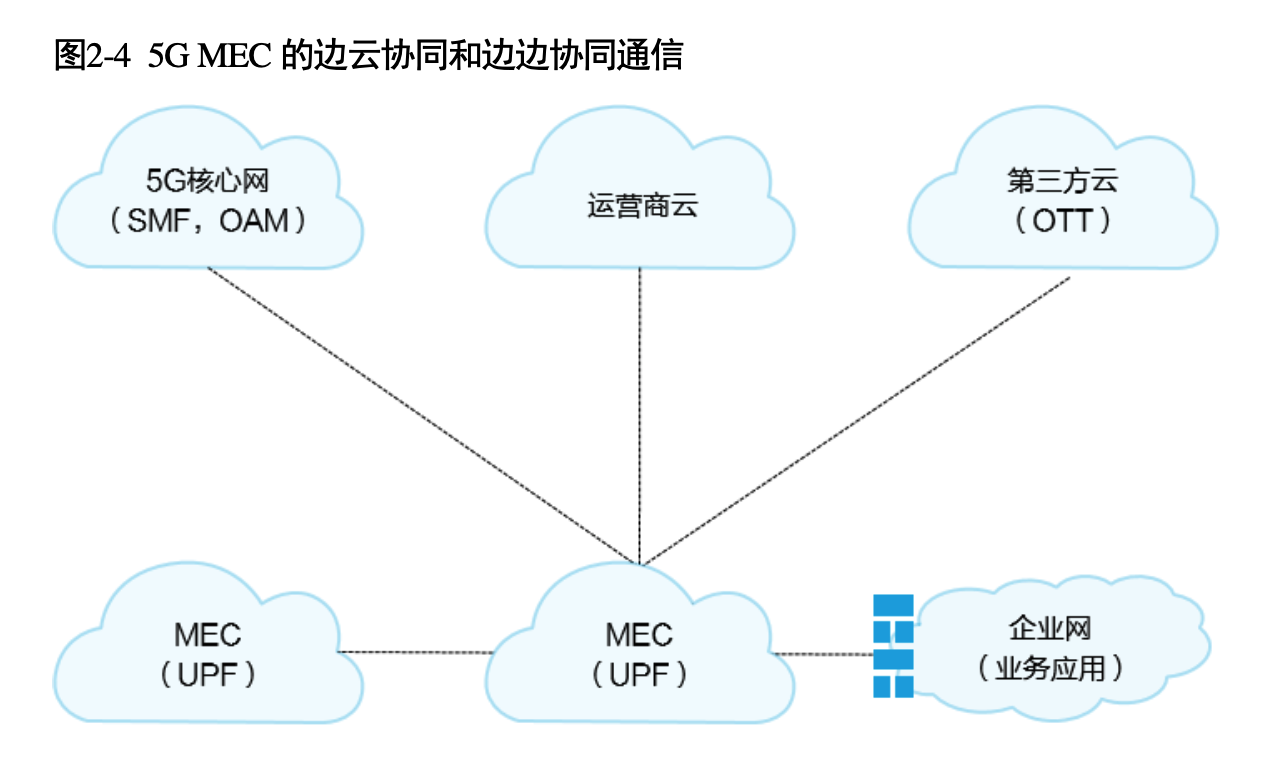 图2-4 5G MEC 的边云协同和边边协同通信
5G核心网
（SMF，OAM）
运营商云
第三方云
（OTT）
MEC
（UPF）
MEC
（UPF）
企业网
（业务应用）